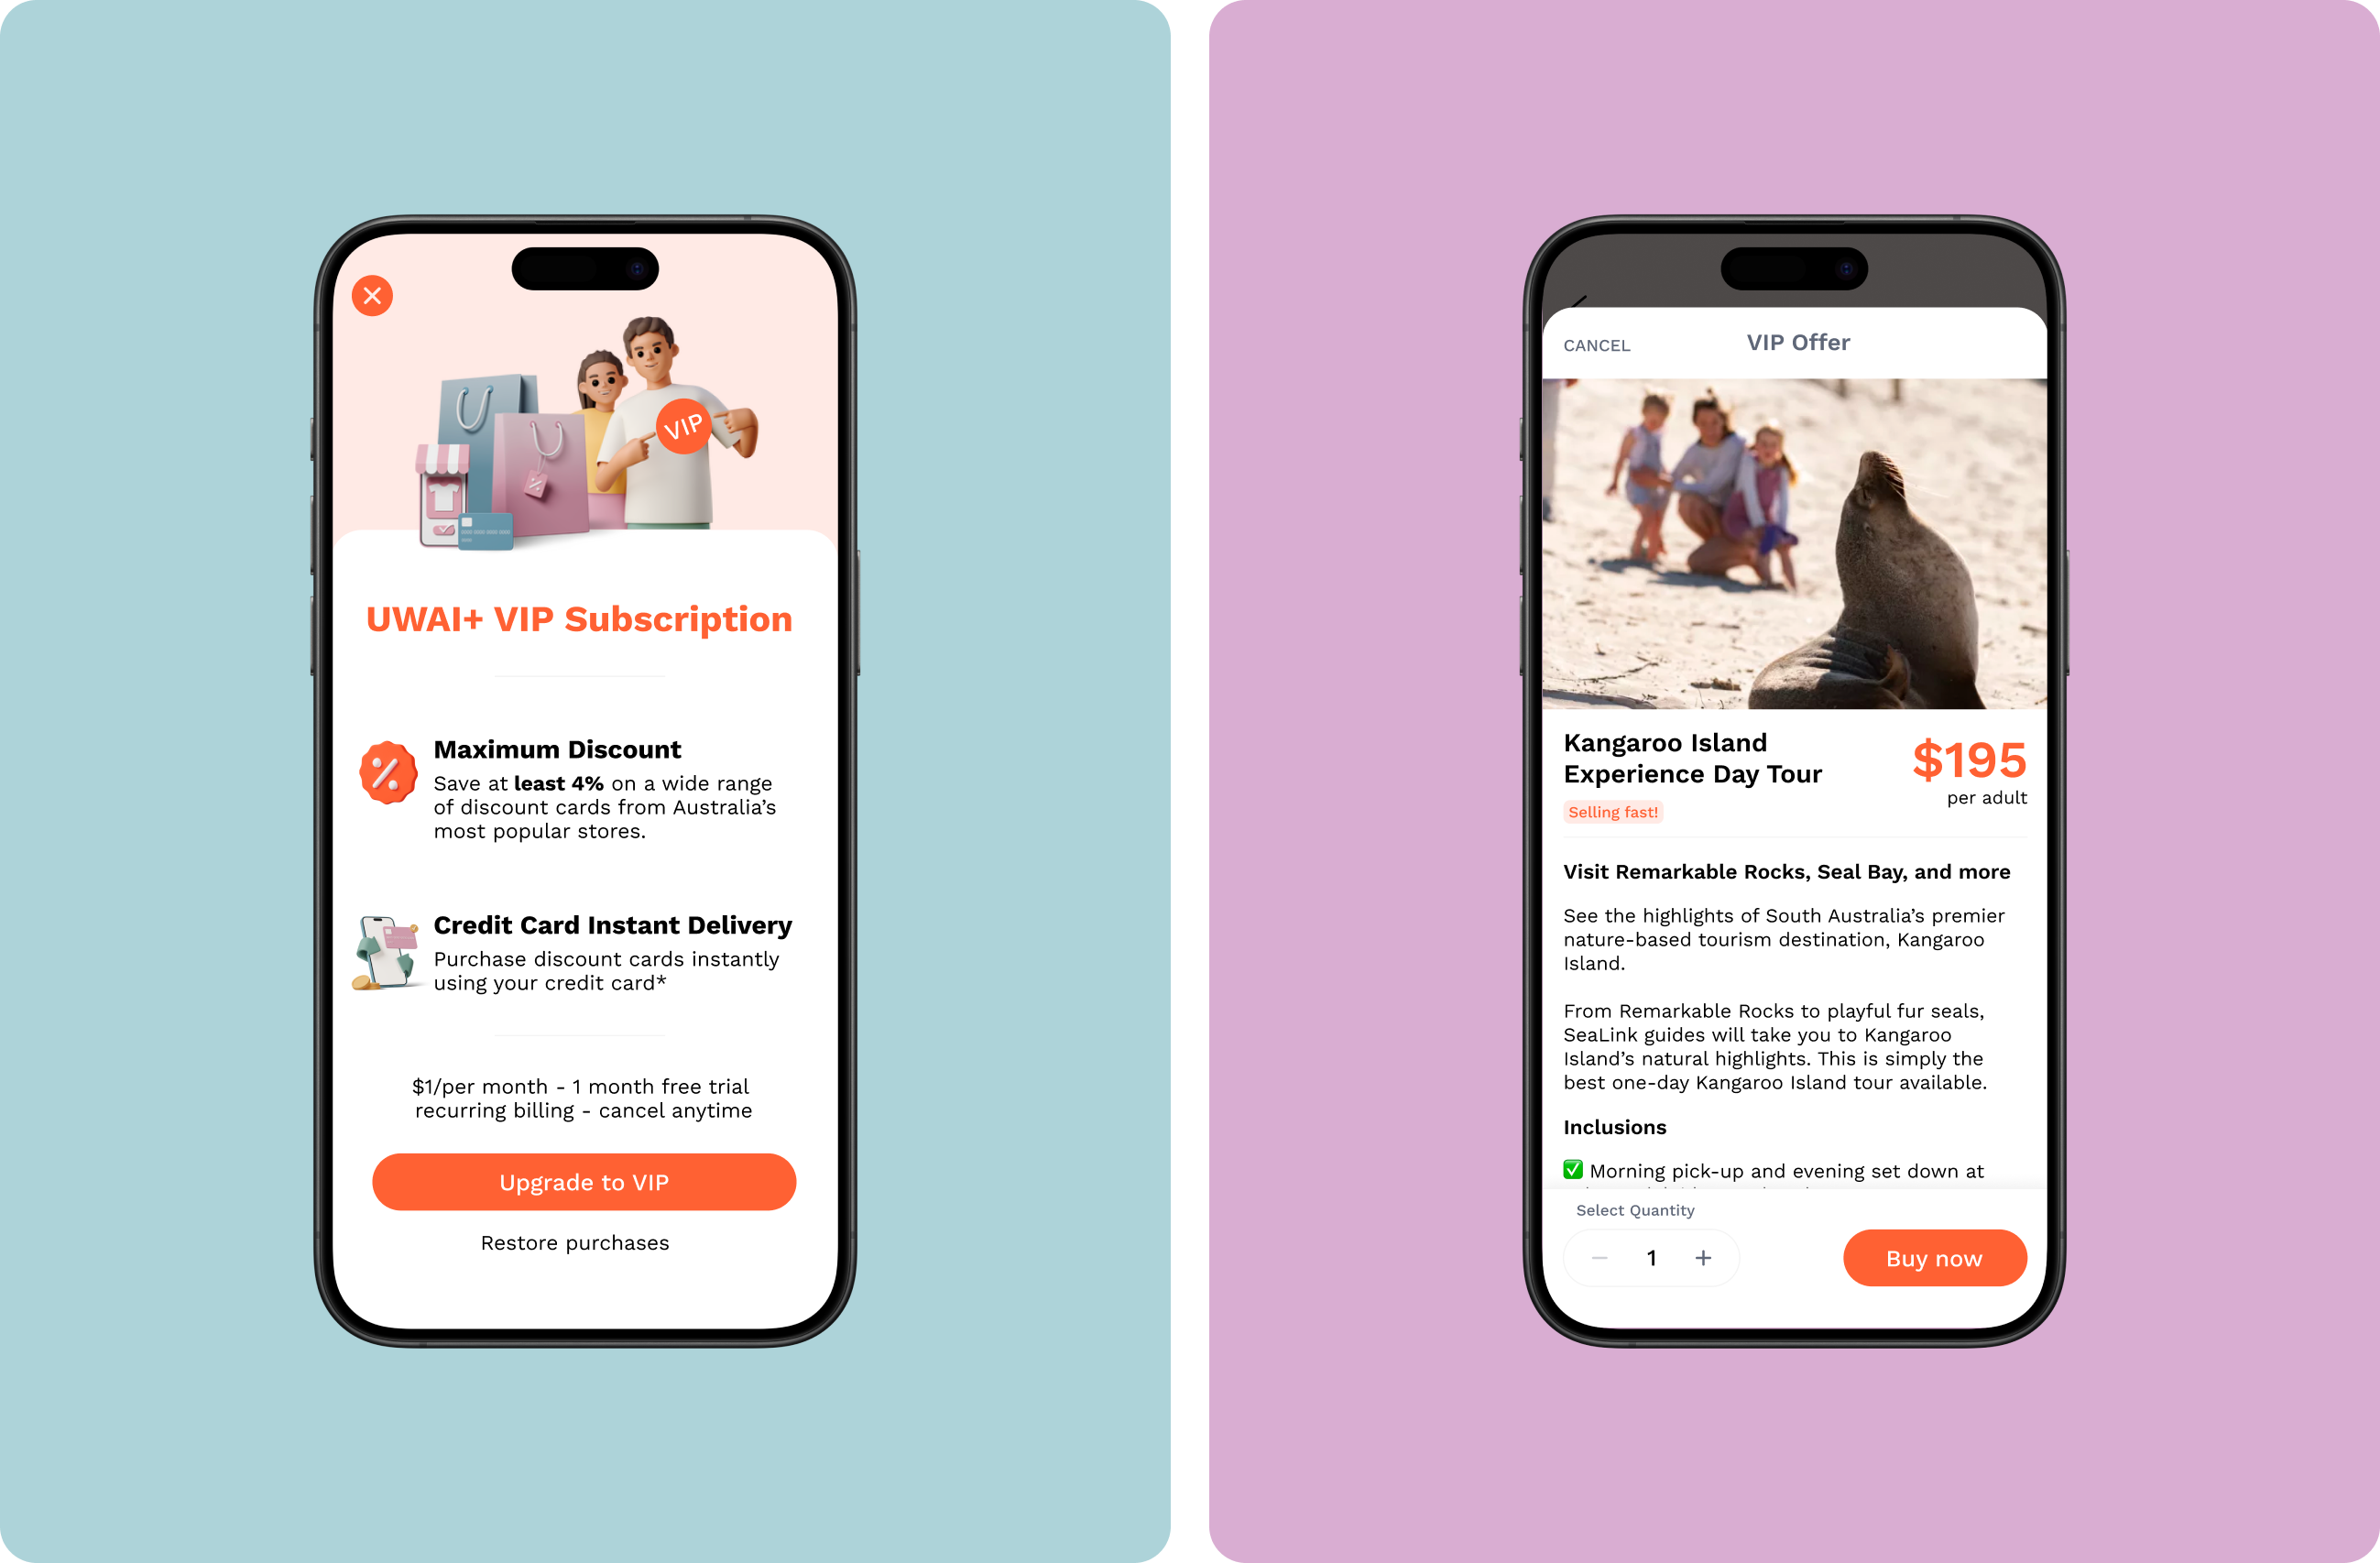 VIP
UWAI+ VIP Subscription
Maximum Discount
Save at least 4% on a wide range
of discount cards from Australia’s
most popular stores.
Credit Card Instant Delivery
Purchase discount cards instantly
using your credit card*
$1/per month - 1 month free trial
recurring billing - cancel anytime
Upgrade to VIP
Restore purchases
CANCEL
VIP Offer
Kangaroo Island
Experience Day Tour
$195
per adult
Selling fast!
Visit Remarkable Rocks, Seal Bay, and more
See the highlights of South Australia’s premier
nature-based tourism destination, Kangaroo
Island.
From Remarkable Rocks to playful fur seals,
SeaLink guides will take you to Kangaroo
Island’s natural highlights. This is simply the
best one-day Kangaroo Island tour available.
Inclusions
✅ Morning pick-up and evening set down at
Select Quantity
1
Buy now